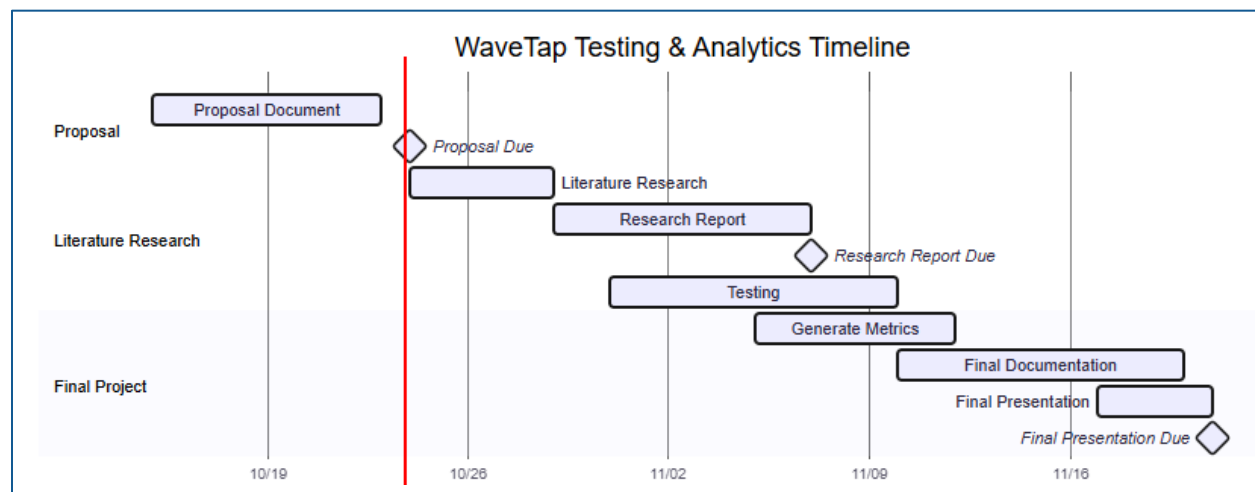 WaveTap Testing & Analytics Timeline
Proposal Document
Proposal
Proposal Due
Literature Research
Research Report
Literature Research
Research Report Due
Testing
Generate Metrics
Final Documentation
Final Project
Final Presentation
Final Presentation Due
10/19 10/26 11/02 11/09 11/16